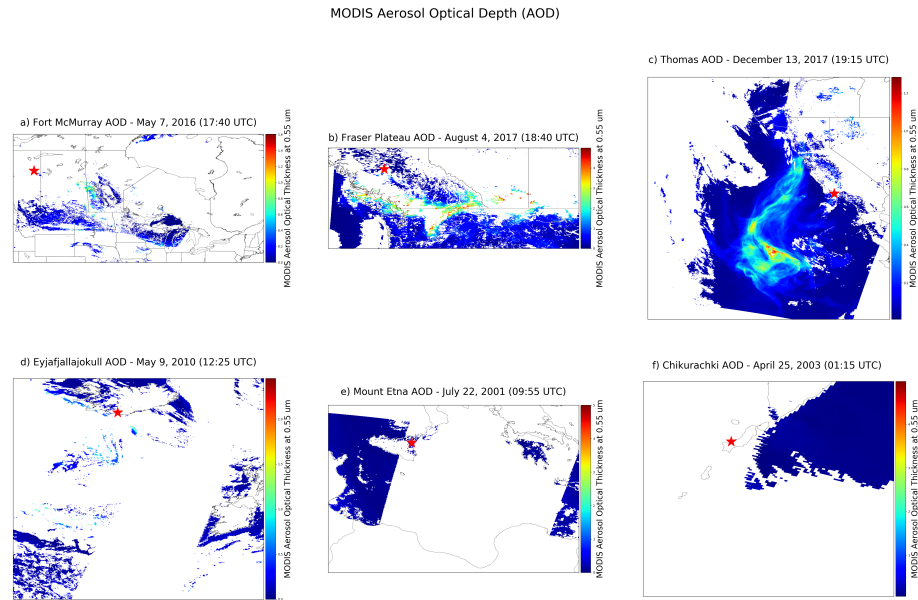 MODIS Aerosol Optical Depth (AOD)
a) Fort McMurray AOD - May 7, 2016 (17:40 UTC)
MODIS Aerosol Optical Thickness at 0.55 um
b) Fraser Plateau AOD - August 4, 2017 (18:40 UTC)
MODIS Aerosol Optical Thickness at 0.55 um
c) Thomas AOD - December 13, 2017 (19:15 UTC)
MODIS Aerosol Optical Thickness at 0.55 um
d) Eyjafjallajokull AOD - May 9, 2010 (12:25 UTC)
MODIS Aerosol Optical Thickness at 0.55 um
e) Mount Etna AOD - July 22, 2001 (09:55 UTC)
MODIS Aerosol Optical Thickness at 0.55 um
f) Chikurachki AOD - April 25, 2003 (01:15 UTC)
MODIS Aerosol Optical Thickness at 0.55 um